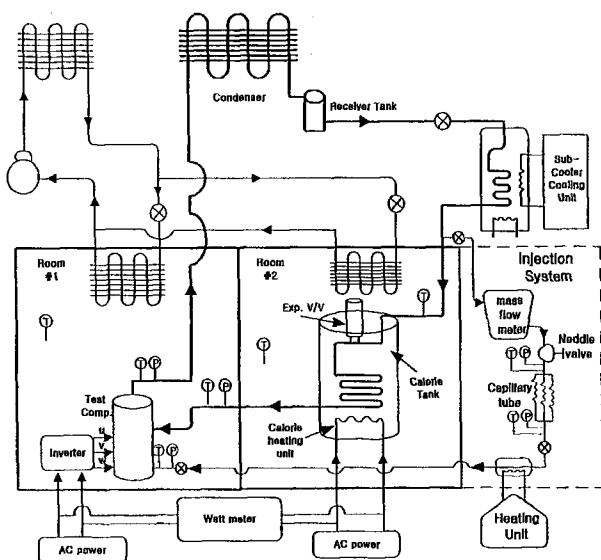 Condenser
Receiver Tank
Sub-
Cooler
Cooling
Unit
Room
#1
Room
#2
Injection
System
Exp. V/V
T
mass
flow
meter
Neddle
valve
T
T
T P
Calorie
Tank
T P
Capillary
tube
T P
T P
Test
Comp.
Calorie
heating
unit
Inverter
u
v
T P
Heating
Unit
Watt meter
AC power
AC power